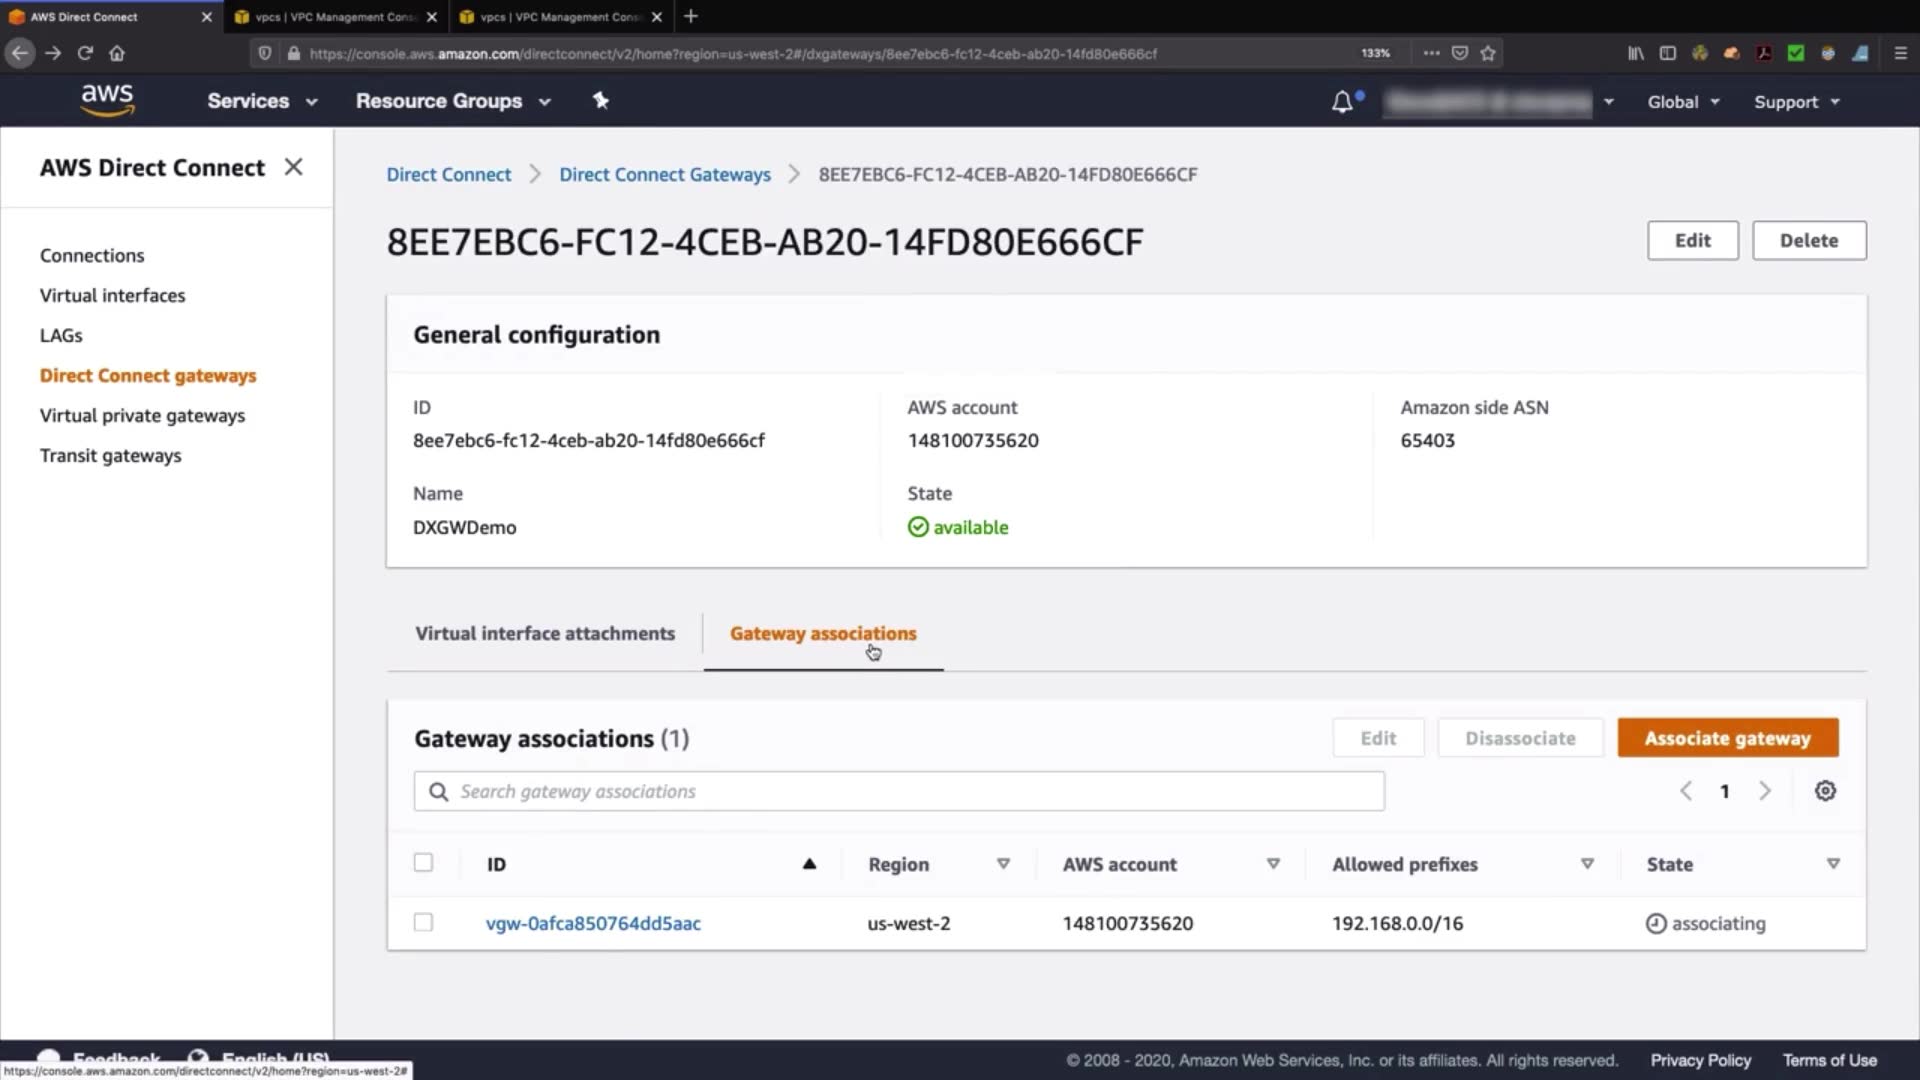 AWS Direct Connect
vpcs | VPC Management Cons
vpcs | VPC Management Cons
https://console.aws.amazon.com/directconnect/v2/home?region=us-west-2#/dxgateways/8ee7ebc6-fc12-4ceb-ab20-14fd80e666cf
133%
aws
Services
Resource Groups
Global
Support
AWS Direct Connect
Connections
Virtual interfaces
LAGs
Direct Connect gateways
Virtual private gateways
Transit gateways
Direct Connect > Direct Connect Gateways > 8EE7EBC6-FC12-4CEB-AB20-14FD80E666CF
8EE7EBC6-FC12-4CEB-AB20-14FD80E666CF
Edit
Delete
General configuration
ID
8ee7ebc6-fc12-4ceb-ab20-14fd80e666cf
AWS account
148100735620
Amazon side ASN
65403
Name
DXGWDemo
State
available
Virtual interface attachments
Gateway associations
Gateway associations (1)
Edit
Disassociate
Associate gateway
Search gateway associations
1
ID Region AWS account Allowed prefixes State
vgw-0afca850764dd5aac us-west-2 148100735620 192.168.0.0/16 associating
Feedback English (US)
© 2008 - 2020, Amazon Web Services, Inc. or its affiliates. All rights reserved. Privacy Policy Terms of Use
https://console.aws.amazon.com/directconnect/v2/home?region=us-west-2#